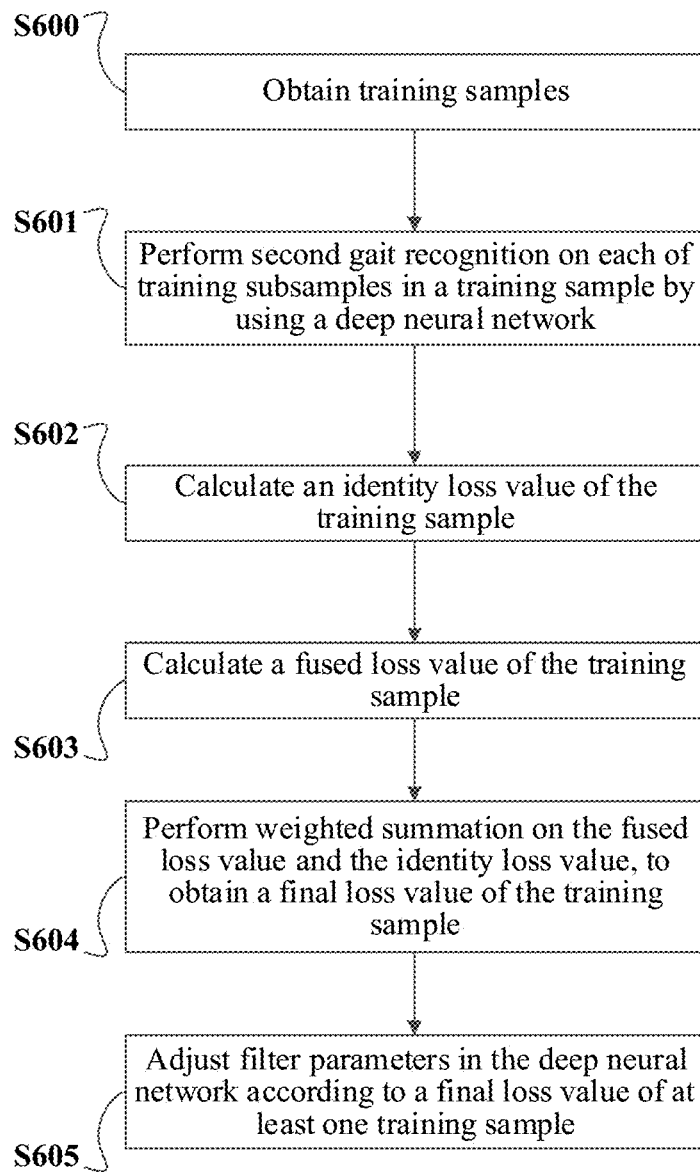 S600
Obtain training samples
S601
Perform second gait recognition on each of
training subsamples in a training sample by
using a deep neural network
S602
Calculate an identity loss value of the
training sample
Calculate a fused loss value of the training
sample
S603
Perform weighted summation on the fused
loss value and the identity loss value, to
obtain a final loss value of the training
sample
S604
Adjust filter parameters in the deep neural
network according to a final loss value of at
least one training sample
S605